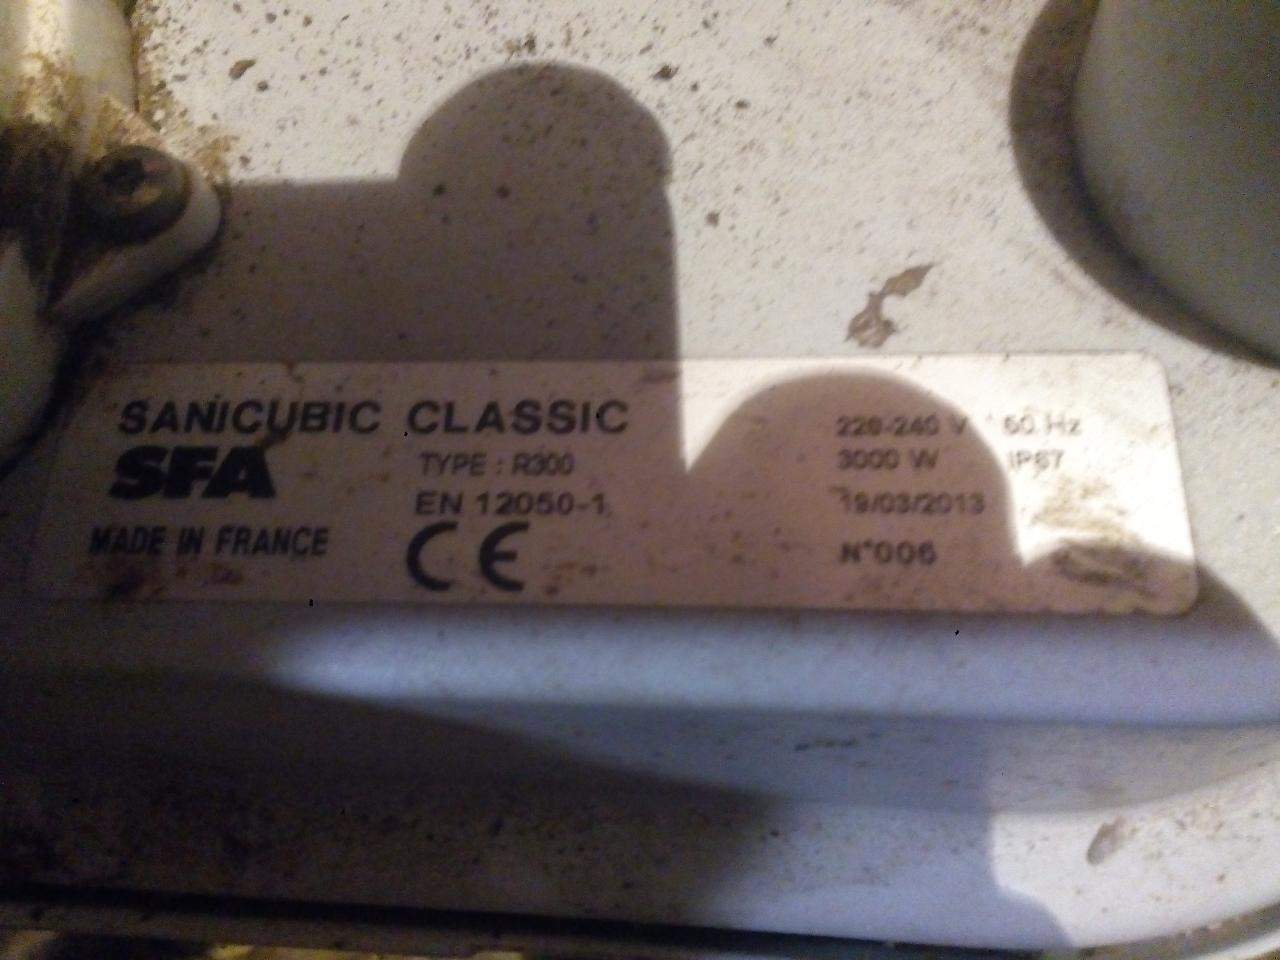 SANICUBIC CLASSIC
SFA
TYPE : R300
EN 12050-1
MADE IN FRANCE
CE
220-240 V 50 Hz
3000 W IP67
19/03/2013
N°006